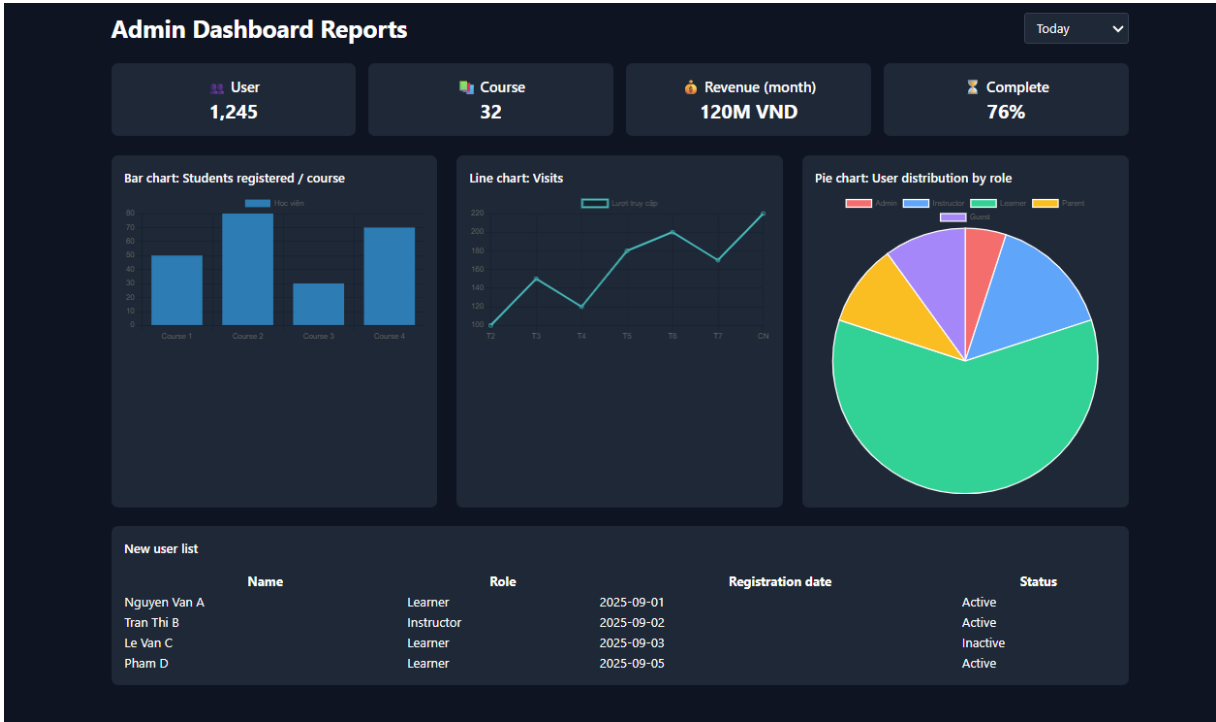 Admin Dashboard Reports
Today
User
1,245
Course
32
Revenue (month)
120M VND
Complete
76%
Bar chart: Students registered / course
Học viên
80
70
60
50
40
30
20
10
0
Course 1 Course 2 Course 3 Course 4
Line chart: Visits
Lượt truy cập
220
200
180
160
140
120
100
T2 T3 T4 T5 T6 T7 CN
Pie chart: User distribution by role
Admin Instructor Learner Parent
Guest
New user list
Name Role Registration date Status
Nguyen Van A Learner 2025-09-01 Active
Tran Thi B Instructor 2025-09-02 Active
Le Van C Learner 2025-09-03 Inactive
Pham D Learner 2025-09-05 Active